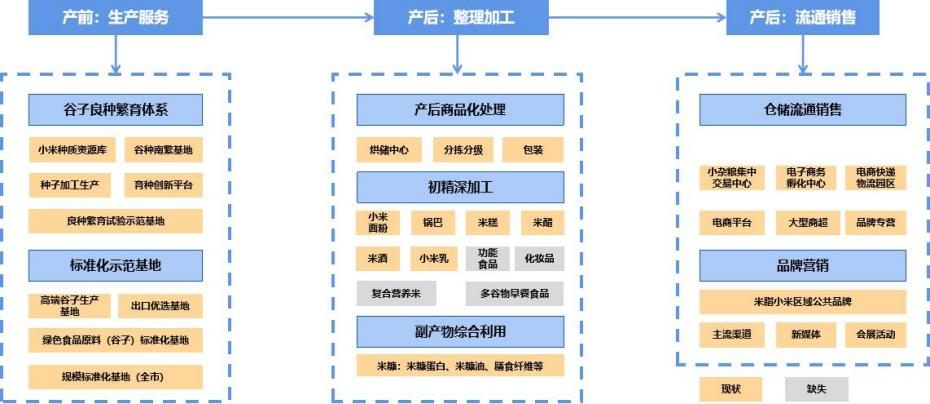 产前：生产服务
产后：整理加工
产后：流通销售
谷子良种繁育体系
小米种质资源库
谷种南繁基地
种子加工生产
育种创新平台
良种繁育试验示范基地
标准化示范基地
高端谷子生产
基地
出口优选基地
绿色食品原料（谷子）标准化基地
规模标准化基地（全市）
产后商品化处理
烘储中心
分拣分级
包装
初精深加工
小米
面粉
锅巴
米糕
米醋
米酒
小米乳
功能
食品
化妆品
复合营养米
多谷物早餐食品
副产物综合利用
米糠：米糠蛋白、米糠油、膳食纤维等
仓储流通销售
小杂粮集中
交易中心
电子商务
孵化中心
电商快递
物流园区
电商平台
大型商超
品牌专营
品牌营销
米脂小米区域公共品牌
主流渠道
新媒体
会展活动
现状
缺失